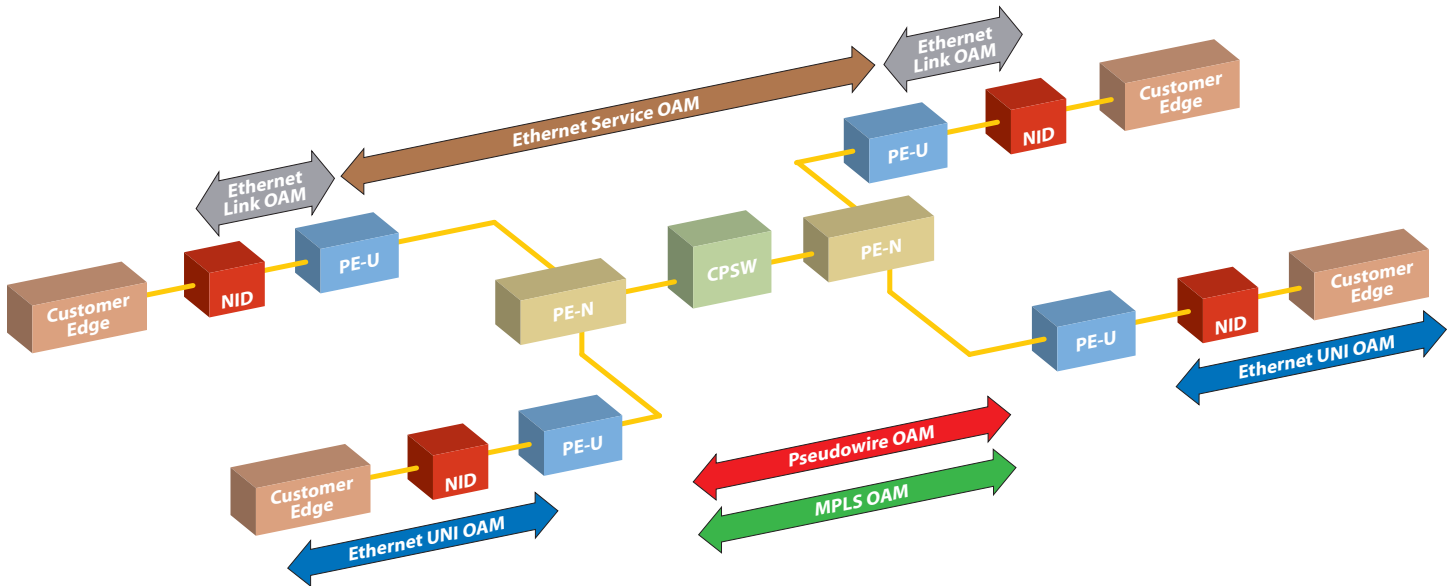 Ethernet
Link OAM
Customer
Edge
NID
PE-U
Ethernet Service OAM
Ethernet
Link OAM
PE-U
NID
Customer
Edge
PE-N
CPSW
PE-N
Customer
Edge
NID
PE-U
Ethernet UNI OAM
PE-U
NID
Customer
Edge
Ethernet UNI OAM
Pseudowire OAM
MPLS OAM